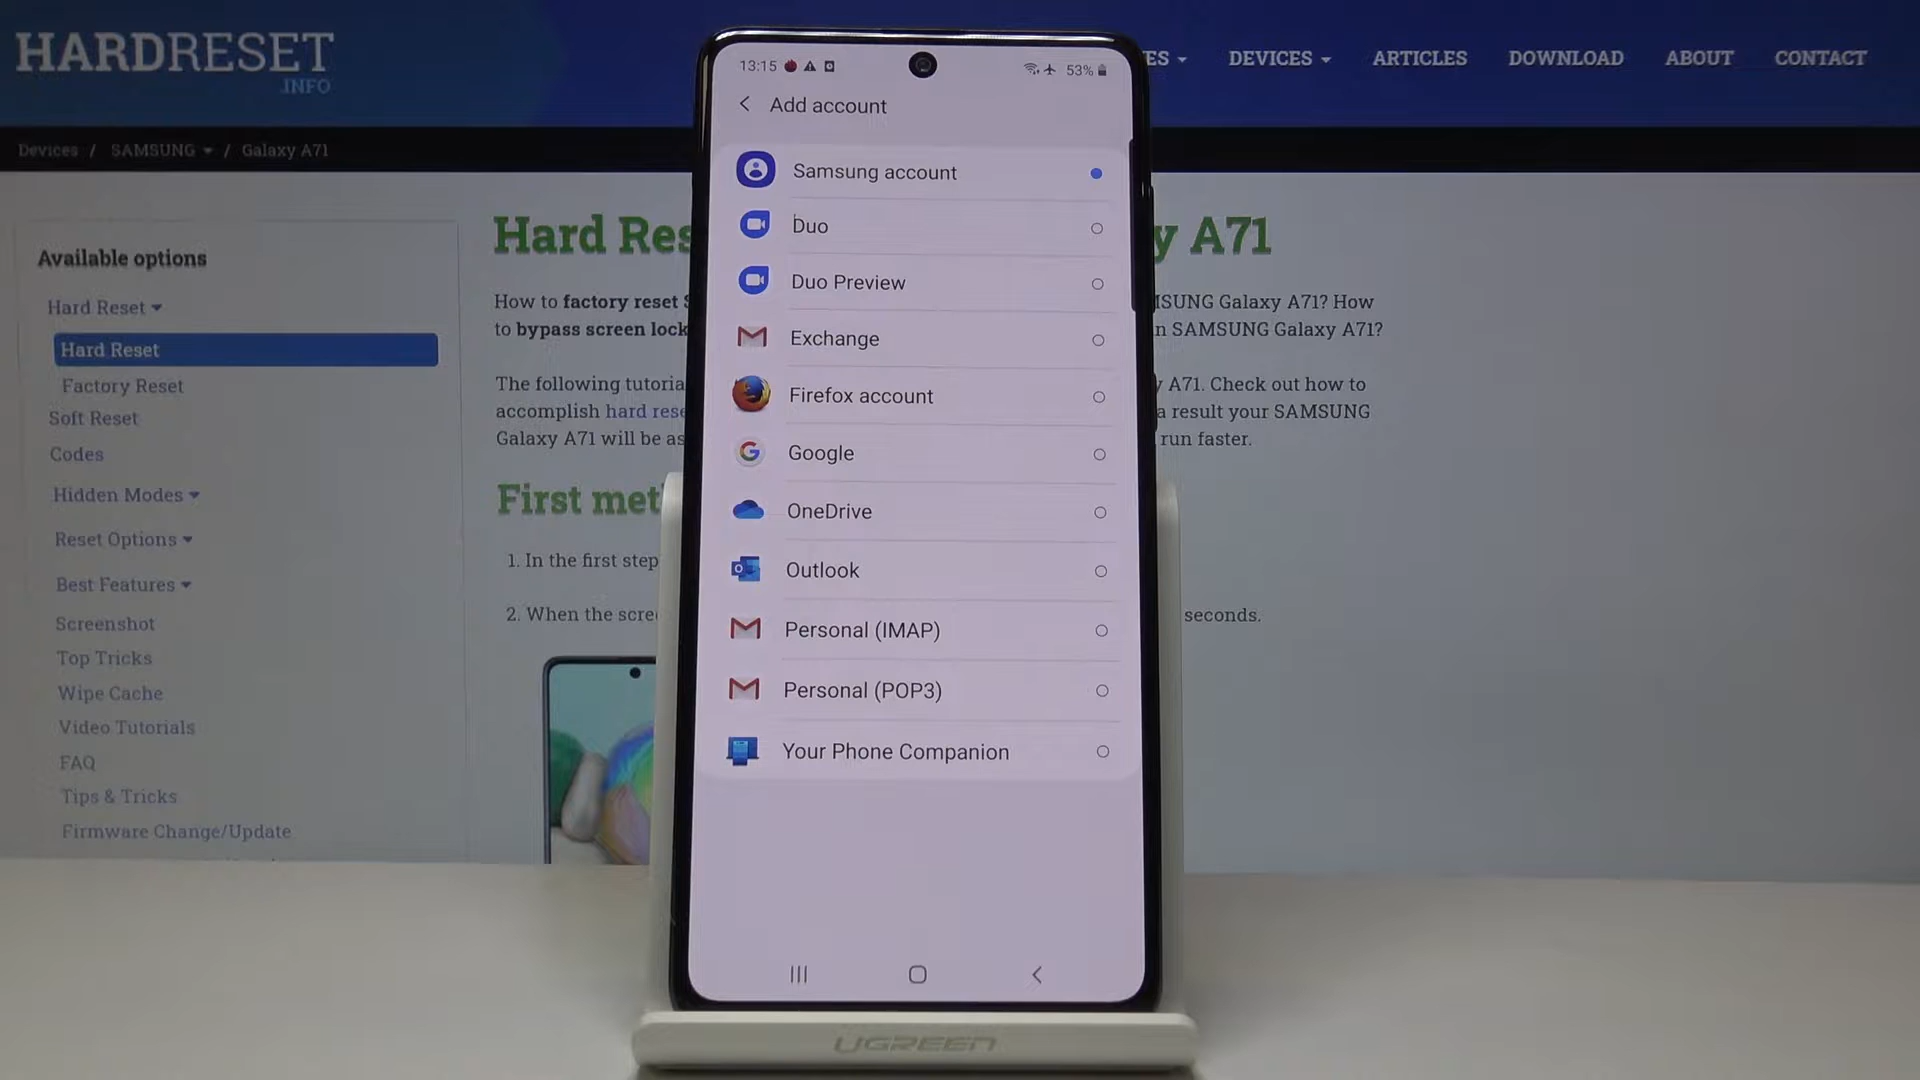 HARDRESET
.INFO
ES
DEVICES
ARTICLES
DOWNLOAD
ABOUT
CONTACT
Devices / SAMSUNG / Galaxy A71
13:15
53%
Add account
Samsung account
Duo
Duo Preview
Exchange
Firefox account
Google
OneDrive
Outlook
Personal (IMAP)
Personal (POP3)
Your Phone Companion
Available options
Hard Reset
Hard Reset
Factory Reset
Soft Reset
Codes
Hidden Modes
Reset Options
Best Features
Screenshot
Top Tricks
Wipe Cache
Video Tutorials
FAQ
Tips & Tricks
Firmware Change/Update
Hard Res y A71
How to factory reset SUNG Galaxy A71? How
to bypass screen lock n SAMSUNG Galaxy A71?
The following tutoria A71. Check out how to
accomplish hard rese a result your SAMSUNG
Galaxy A71 will be as run faster.
First met
1. In the first step
2. When the scree seconds.
UGREEN